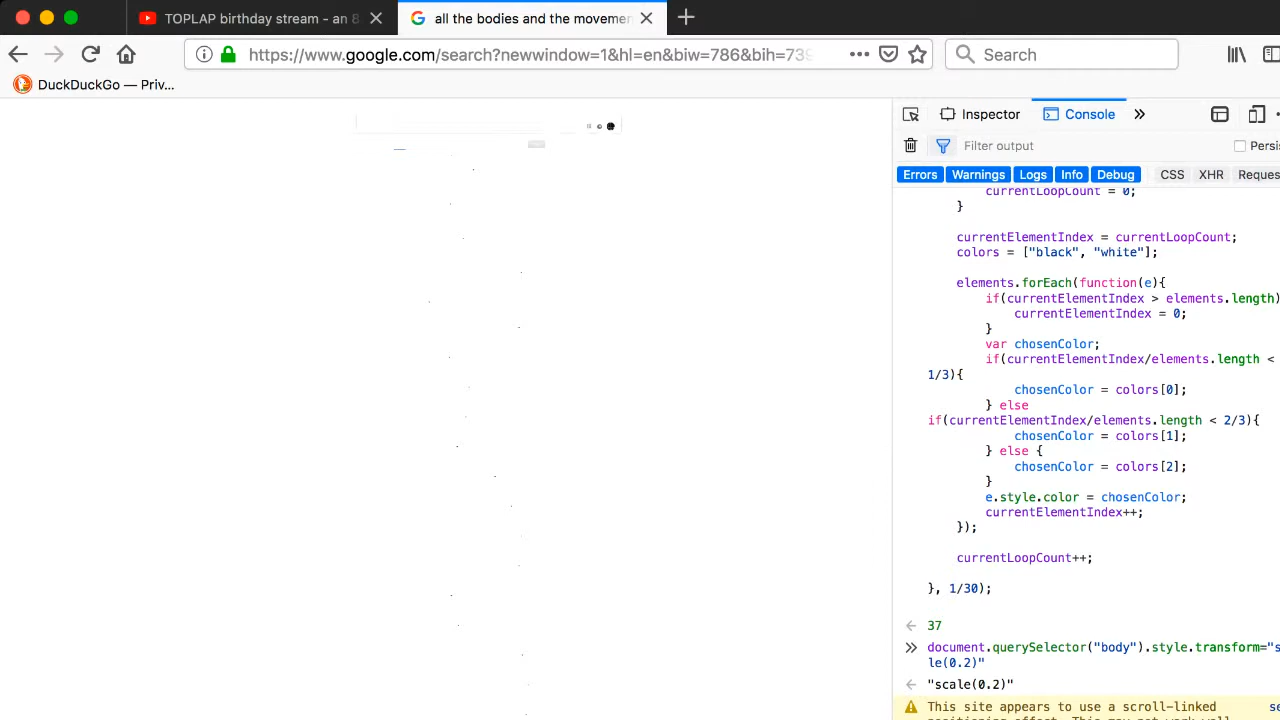 TOPLAP birthday stream - an 8
all the bodies and the movemen
https://www.google.com/search?newwindow=1&hl=en&biw=786&bih=739
Search
DuckDuckGo — Priv...
Inspector
Console
Filter output
Persis
Errors
Warnings
Logs
Info
Debug
CSS
XHR
Reques
currentLoopCount = 0;
}
currentElementIndex = currentLoopCount;
colors = ["black", "white"];
elements.forEach(function(e){
if(currentElementIndex > elements.length)
currentElementIndex = 0;
}
var chosenColor;
if(currentElementIndex/elements.length <
1/3){
chosenColor = colors[0];
} else
if(currentElementIndex/elements.length < 2/3){
chosenColor = colors[1];
} else {
chosenColor = colors[2];
}
e.style.color = chosenColor;
currentElementIndex++;
});
currentLoopCount++;
}, 1/30);
37
document.querySelector("body").style.transform="s
le(0.2)"
"scale(0.2)"
This site appears to use a scroll-linked